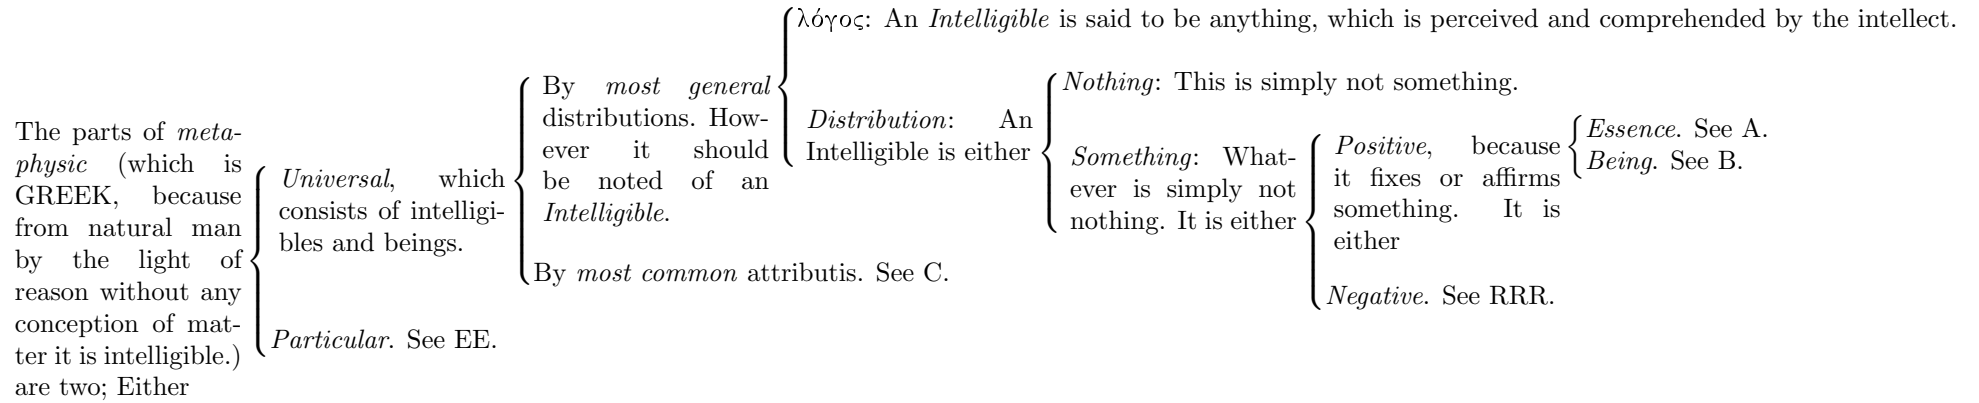 The parts of meta-
physic (which is
GREEK, because
from natural man
by the light of
reason without any
conception of mat-
ter it is intelligible.)
are two; Either
Universal, which
consists of intelligi-
bles and beings.
By most general
distributions. How-
ever it should
be noted of an
Intelligible.
λόγος: An Intelligible is said to be anything, which is perceived and comprehended by the intellect.
Distribution: An
Intelligible is either
Nothing: This is simply not something.
Something: What-
ever is simply not
nothing. It is either
Positive, because
it fixes or affirms
something. It is
either
Essence. See A.
Being. See B.
Negative. See RRR.
By most common attributis. See C.
Particular. See EE.